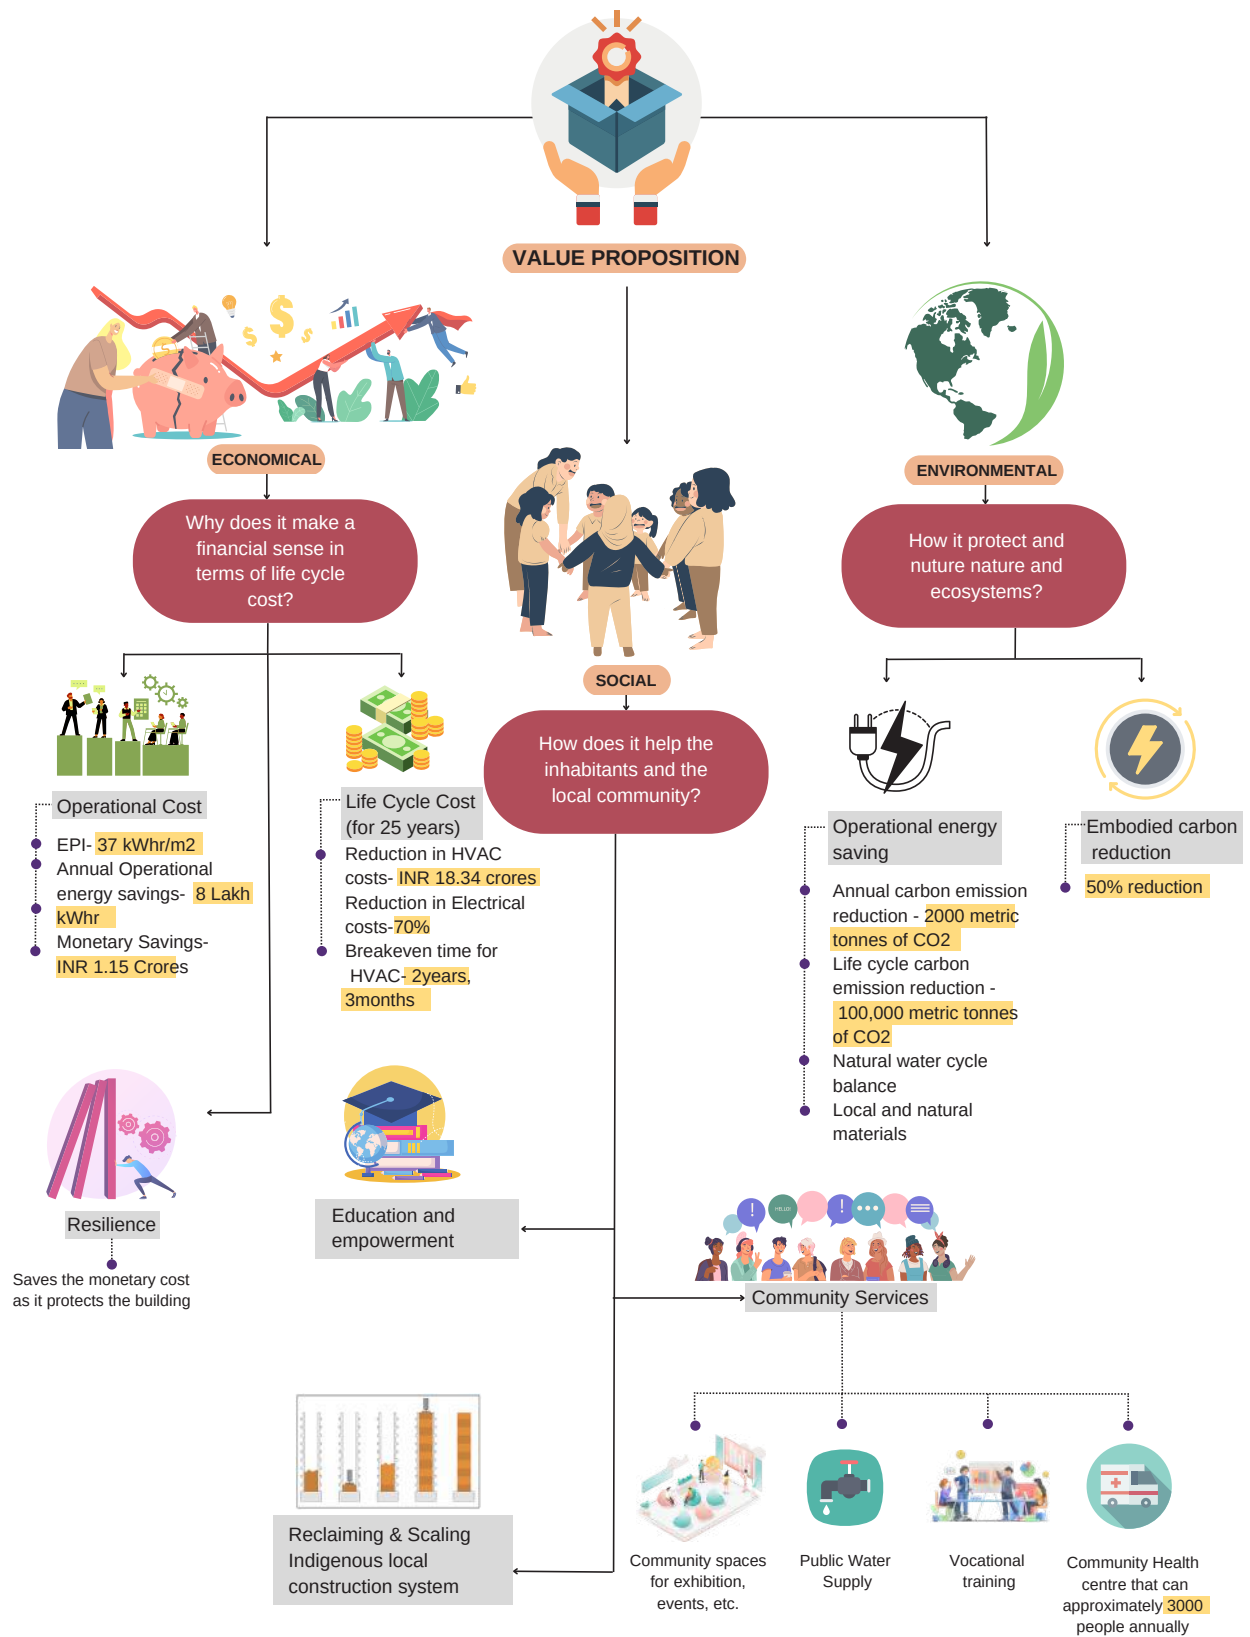 VALUE PROPOSITION
ECONOMICAL
Why does it make a
financial sense in
terms of life cycle
cost?
Operational Cost
EPI- 37 kWhr/m2
Annual Operational
energy savings- 8 Lakh
kWhr
Monetary Savings-
INR 1.15 Crores
Life Cycle Cost
(for 25 years)
Reduction in HVAC
costs- INR 18.34 crores
Reduction in Electrical
costs-70%
Breakeven time for
HVAC- 2years,
3months
Resilience
Saves the monetary cost
as it protects the building
SOCIAL
How does it help the
inhabitants and the
local community?
Education and
empowerment
HELLO!
Community Services
Reclaiming & Scaling
Indigenous local
construction system
Community spaces
for exhibition,
events, etc.
Public Water
Supply
Vocational
training
Community Health
centre that can
approximately 3000
people annually
ENVIRONMENTAL
How it protect and
nuture nature and
ecosystems?
Operational energy
saving
Annual carbon emission
reduction - 2000 metric
tonnes of CO2
Life cycle carbon
emission reduction -
100,000 metric tonnes
of CO2
Natural water cycle
balance
Local and natural
materials
Embodied carbon
reduction
50% reduction